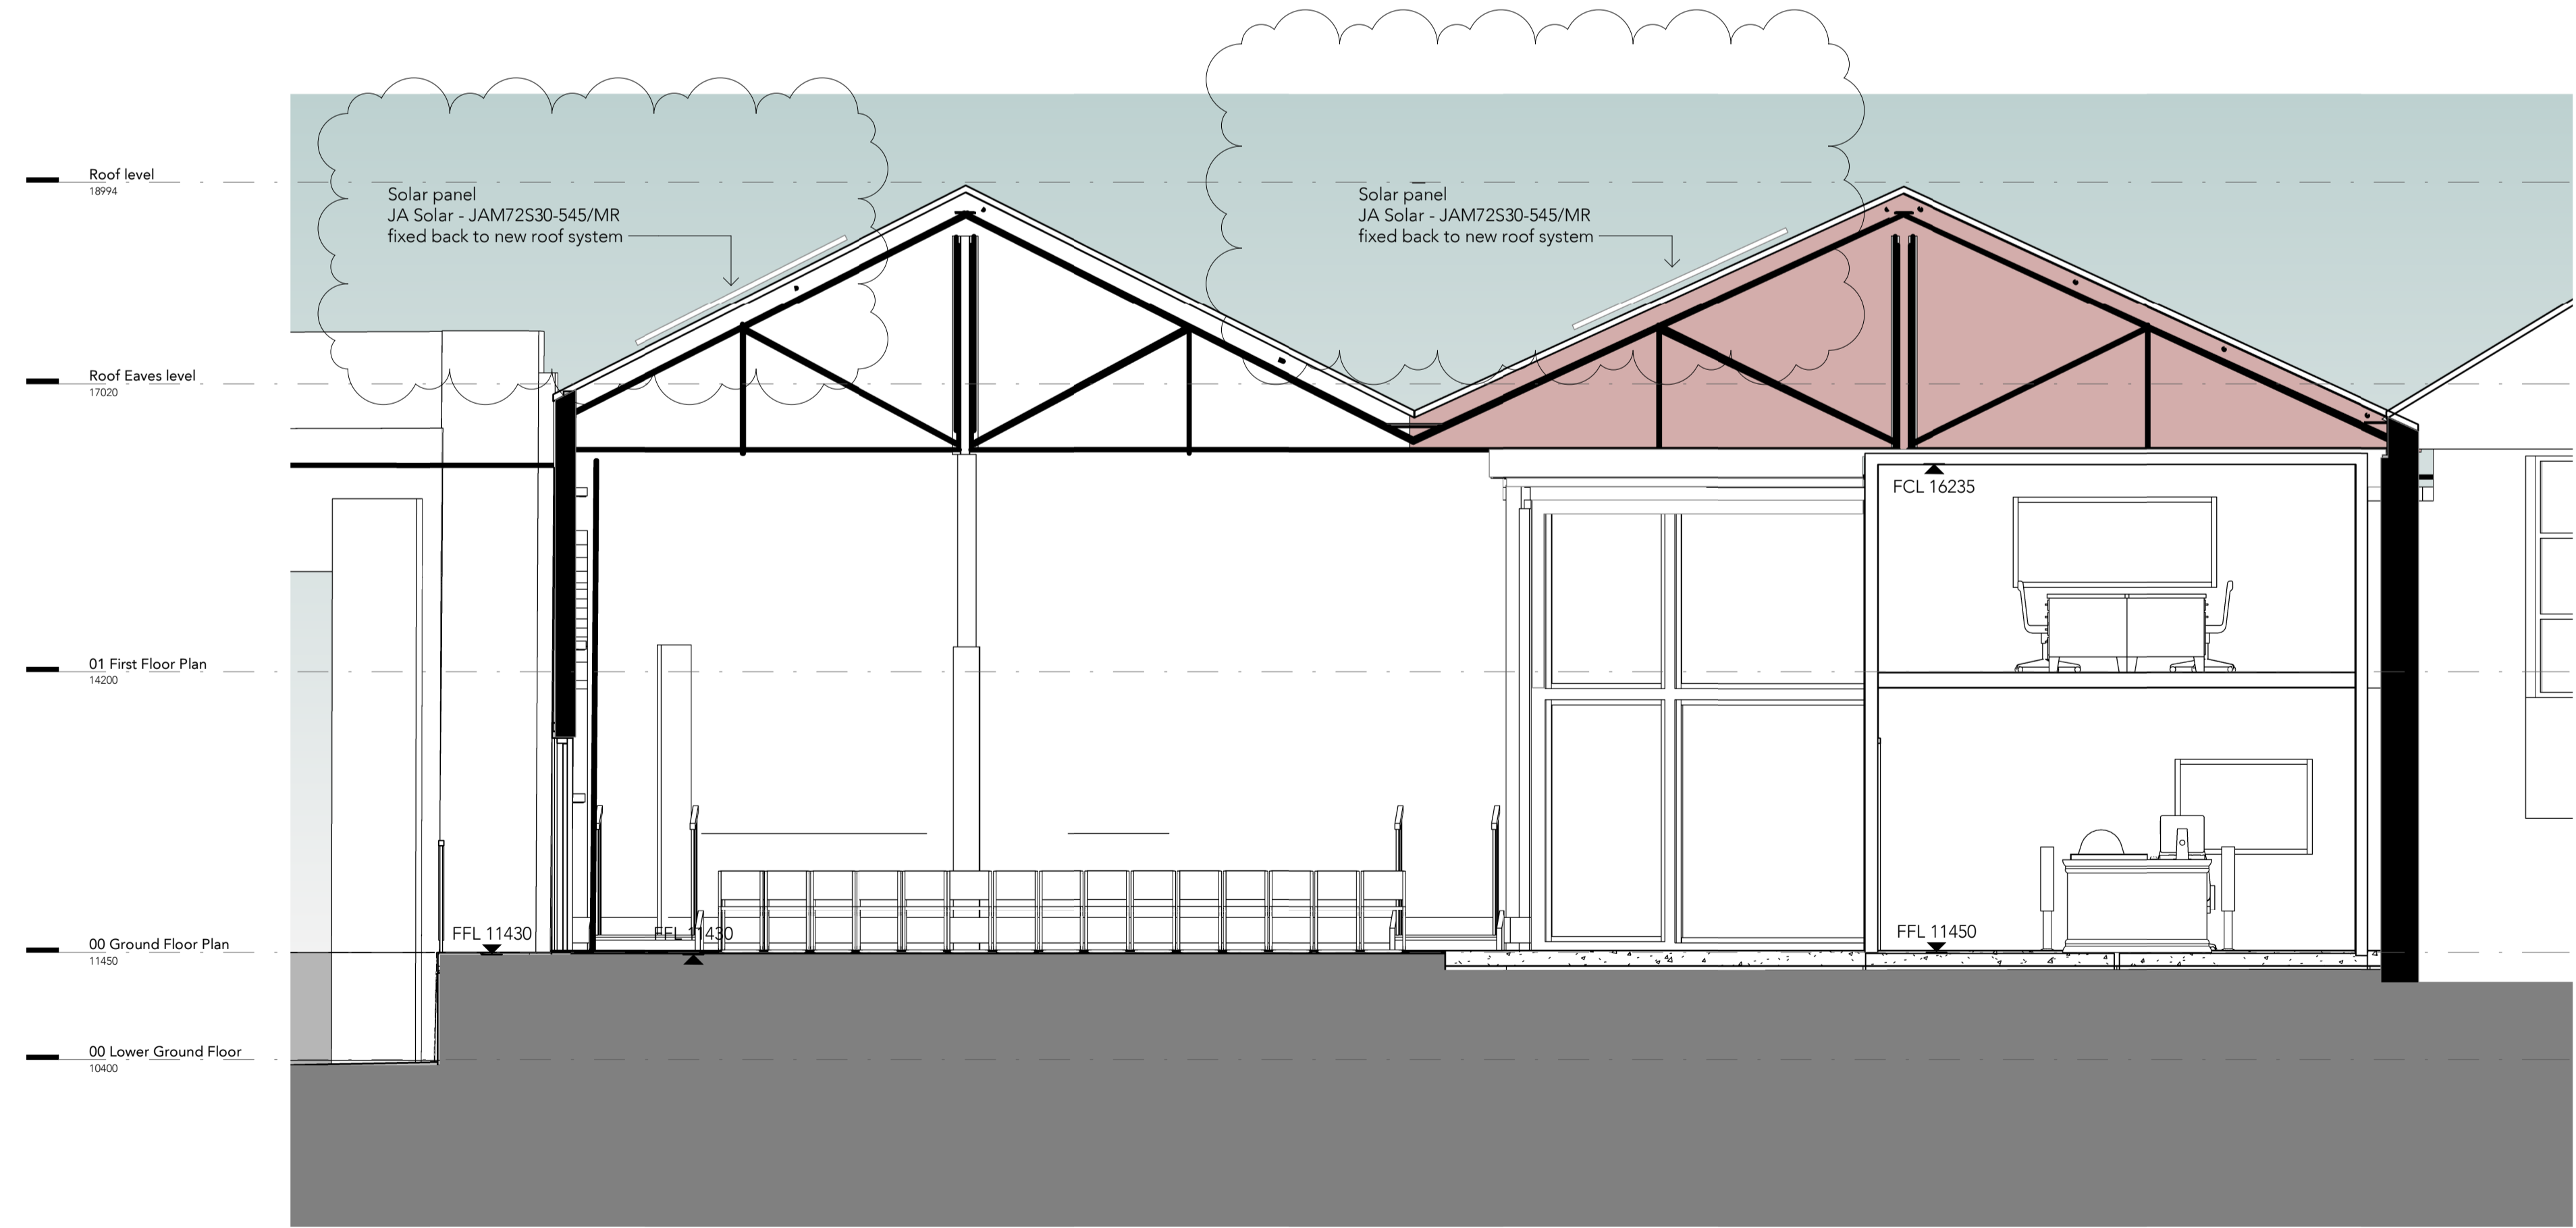 Roof level
18994
Solar panel
JA Solar - JAM72S30-545/MR
fixed back to new roof system
Solar panel
JA Solar - JAM72S30-545/MR
fixed back to new roof system
Roof Eaves level
17020
FCL 16235
01 First Floor Plan
14200
00 Ground Floor Plan
11450
FFL 11430
FFL 11430
FFL 11450
00 Lower Ground Floor
10400